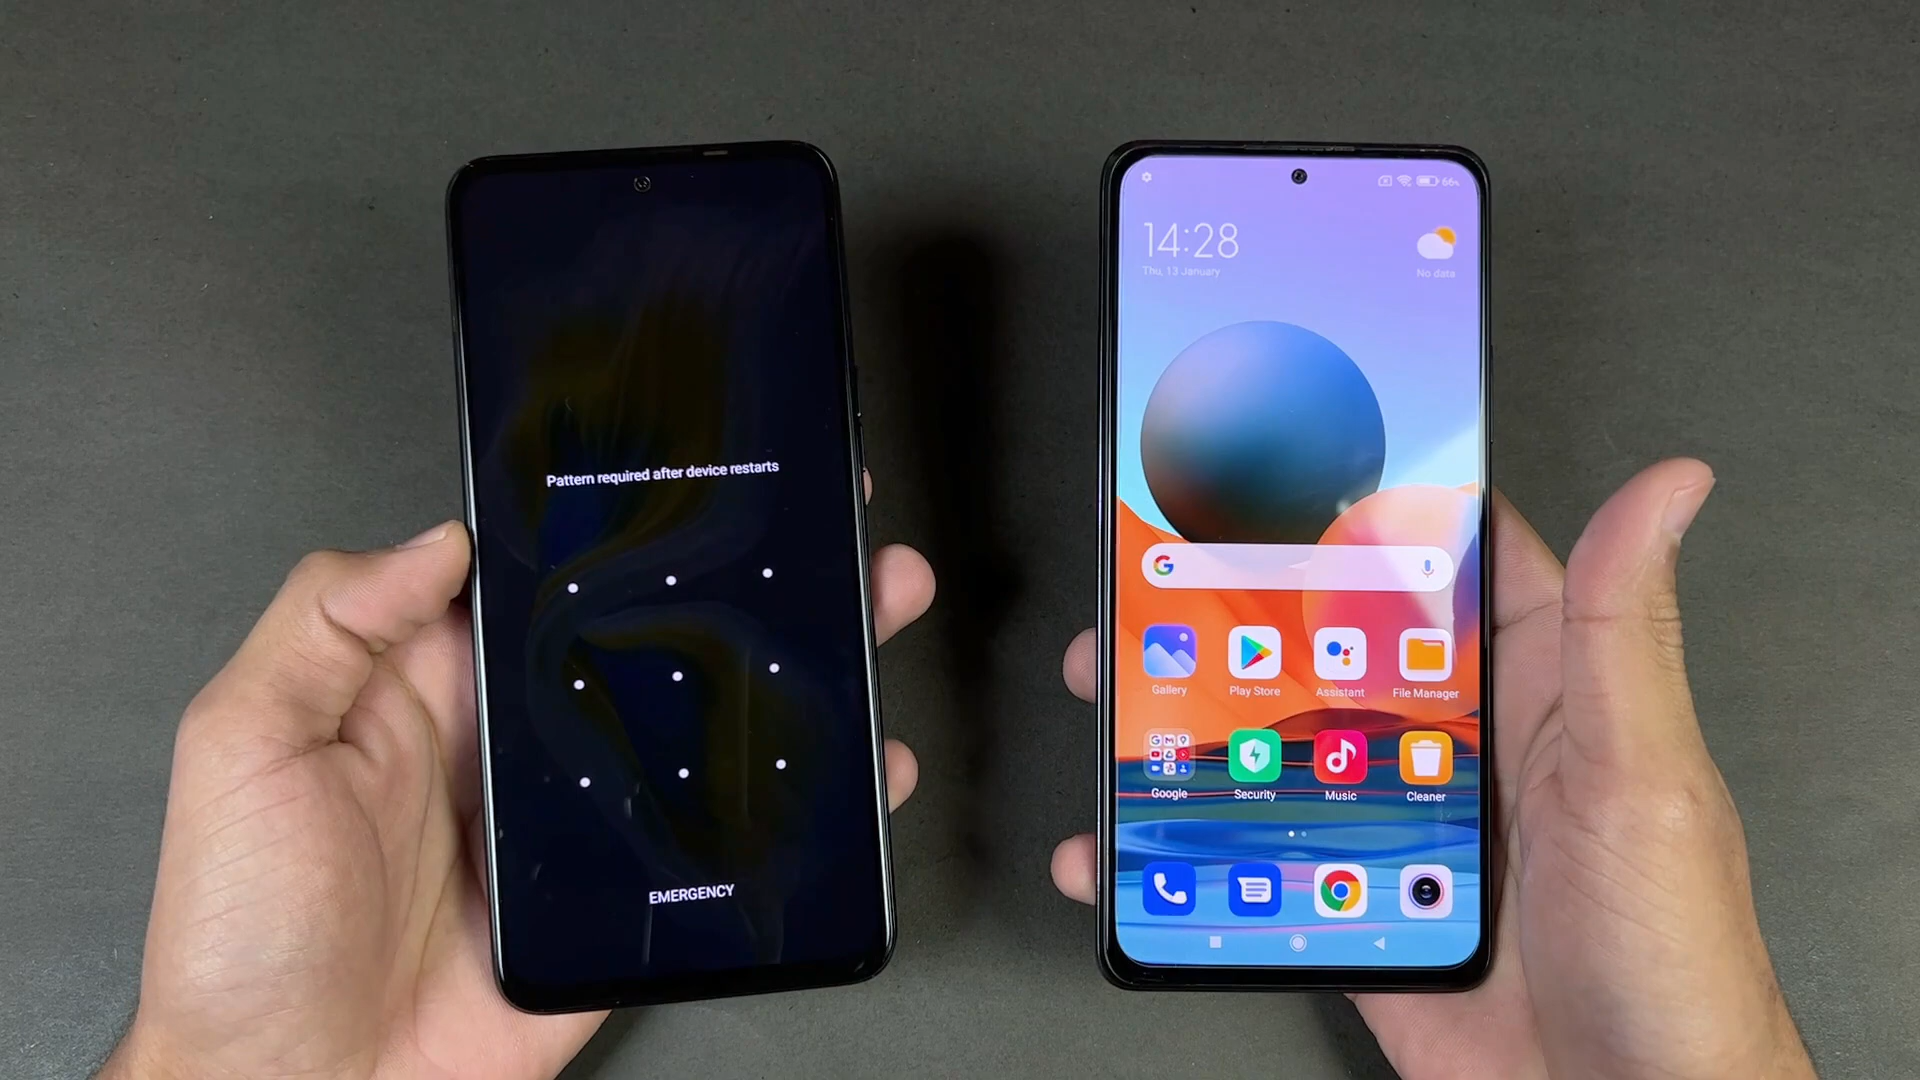 Pattern required after device restarts
EMERGENCY
66%
14:28
Thu, 13 January
No data
Gallery
Play Store
Assistant
File Manager
Google
Security
Music
Cleaner